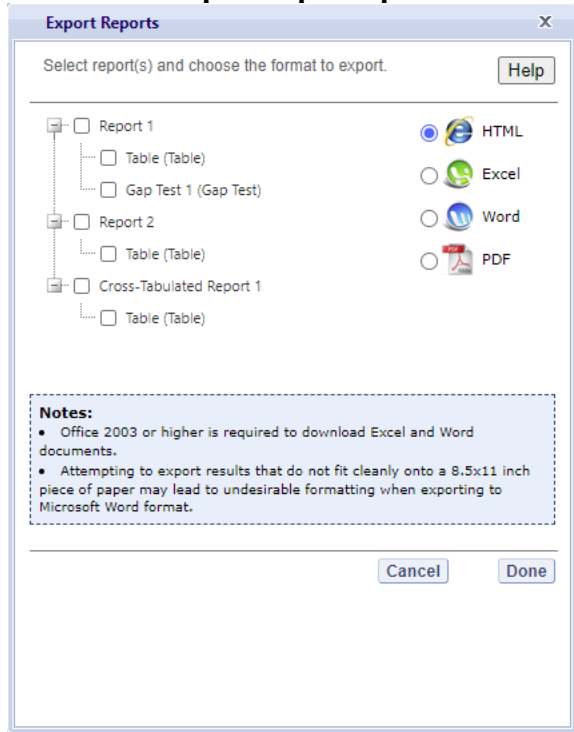 Export Reports X
Select report(s) and choose the format to export.
Help
Report 1
Table (Table)
Gap Test 1 (Gap Test)
Report 2
Table (Table)
Cross-Tabulated Report 1
Table (Table)
HTML
Excel
Word
PDF
Notes:
• Office 2003 or higher is required to download Excel and Word
documents.
• Attempting to export results that do not fit cleanly onto a 8.5x11 inch
piece of paper may lead to undesirable formatting when exporting to
Microsoft Word format.
Cancel Done